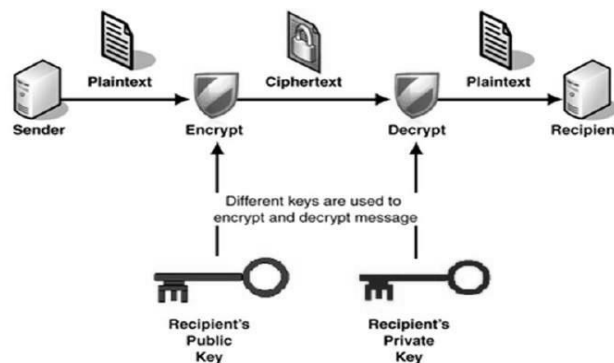 Plaintext
Ciphertext
Plaintext
Sender
Encrypt
Decrypt
Recipien
Different keys are used to
encrypt and decrypt message
Recipient's
Public
Key
Recipient's
Private
Key